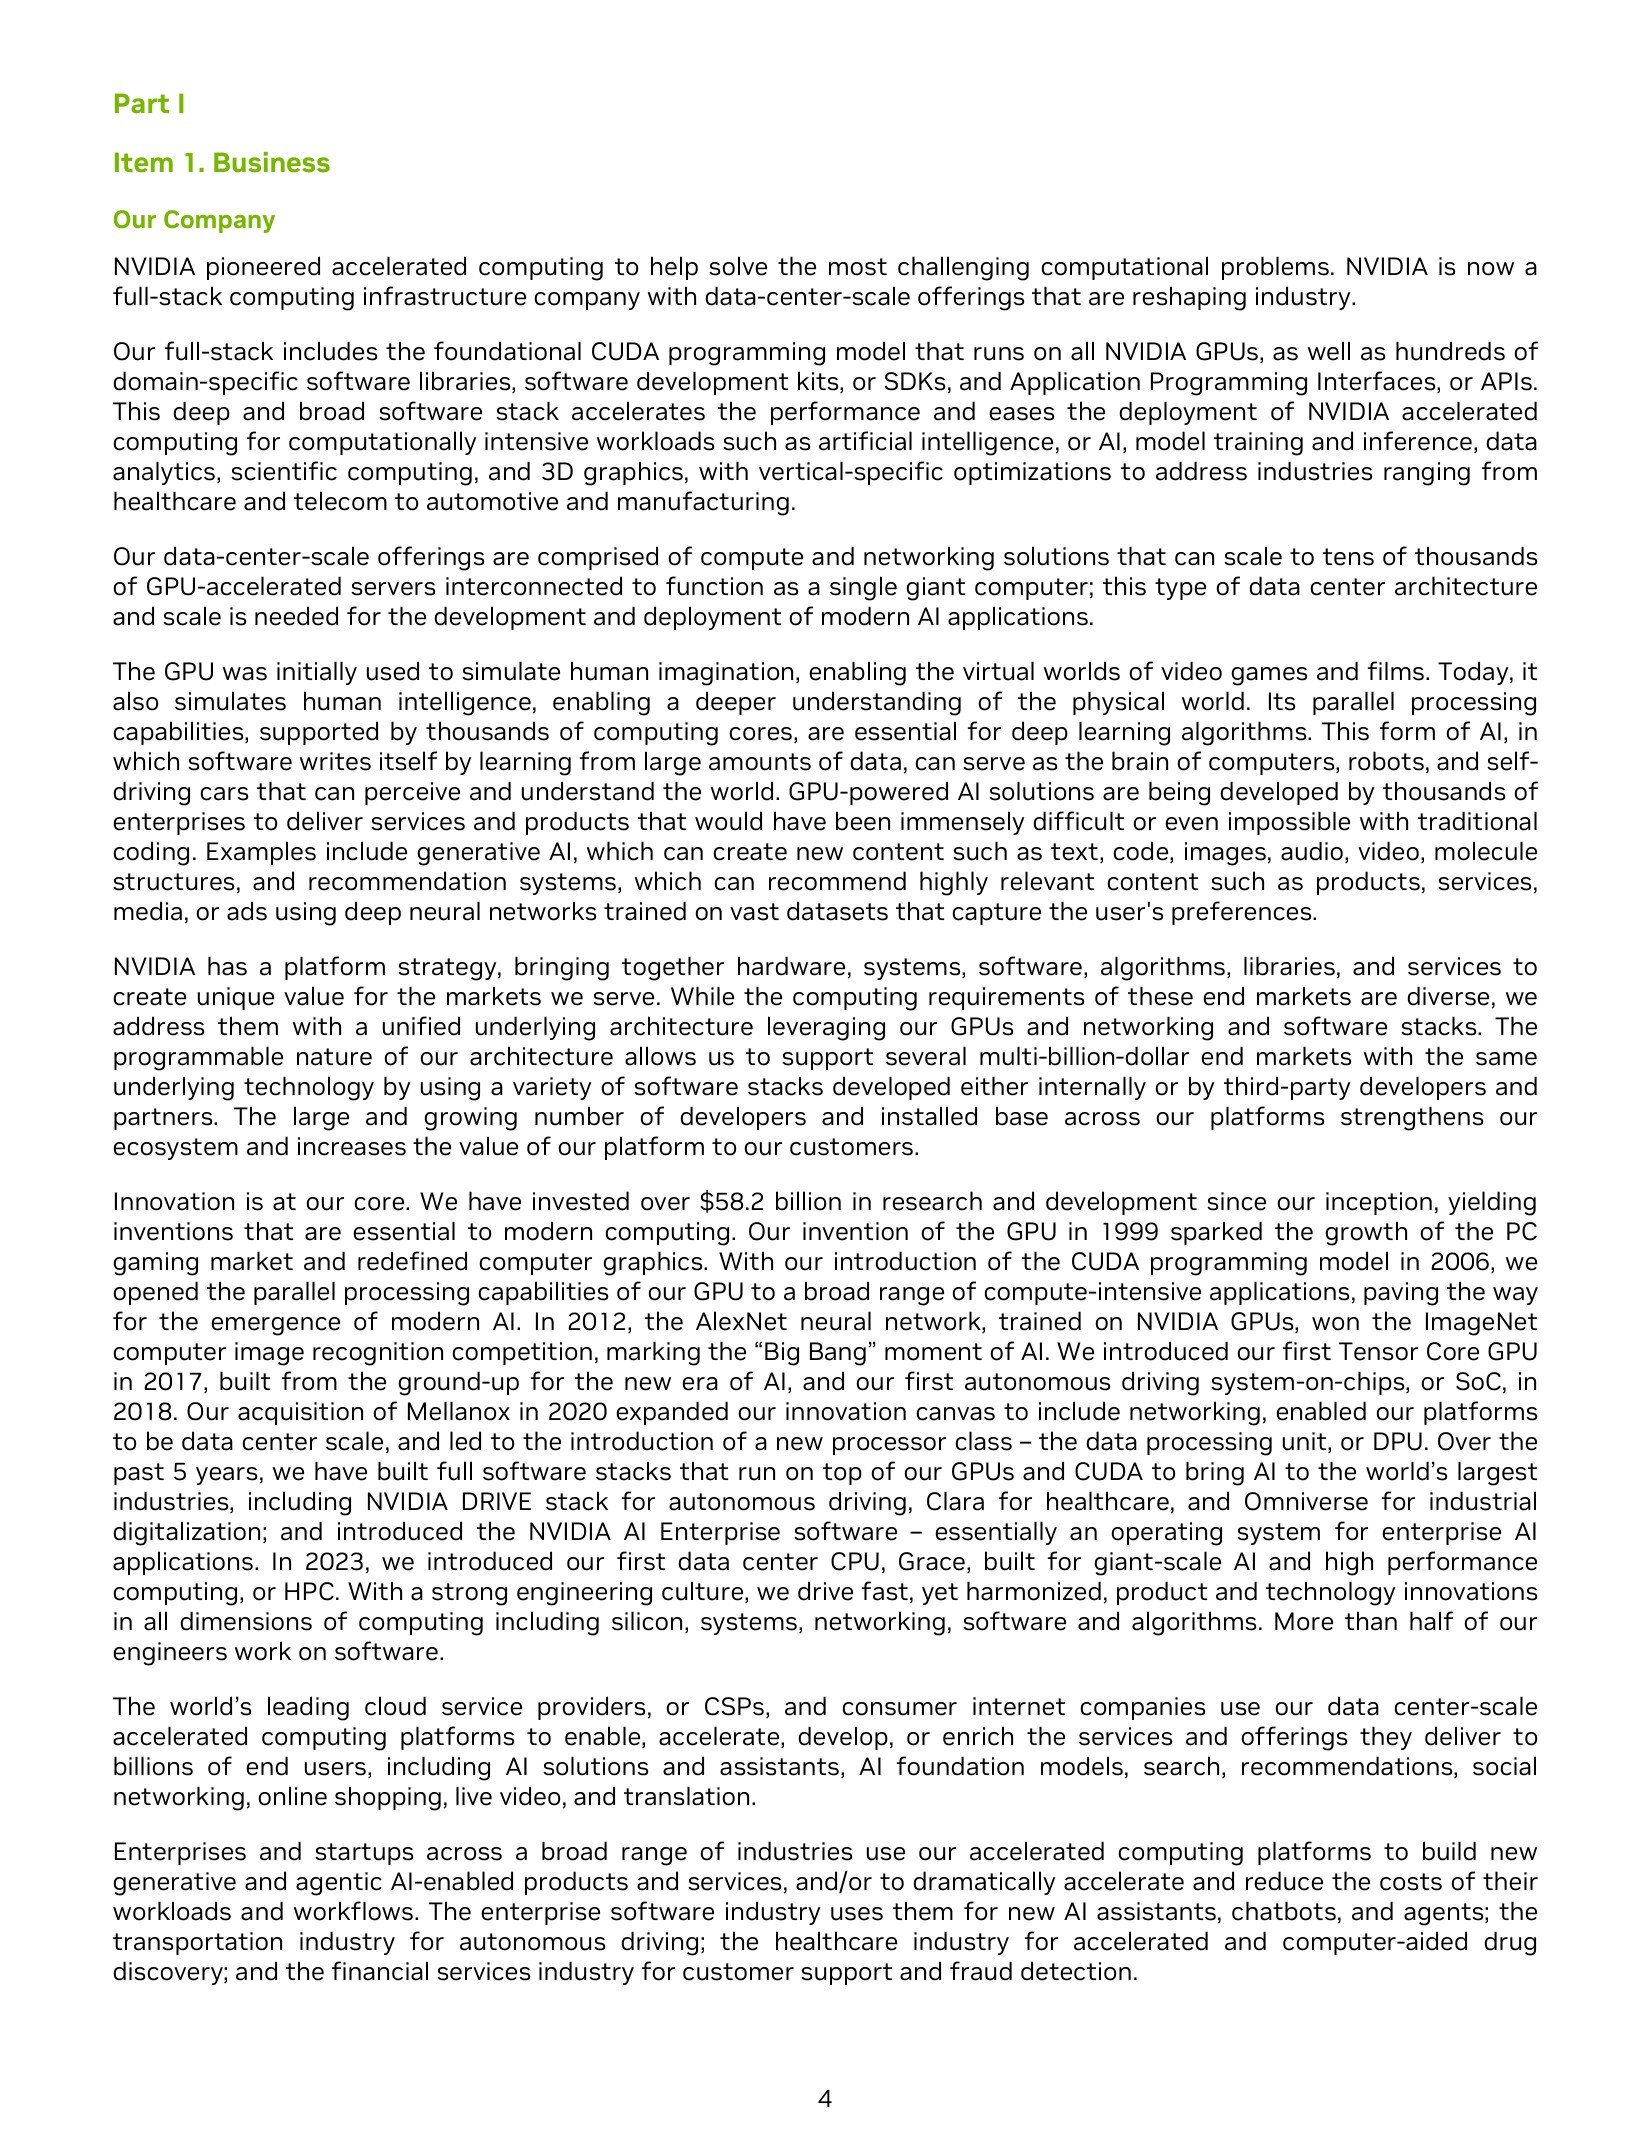 Part I
Item 1. Business
Our Company
NVIDIA pioneered accelerated computing to help solve the most challenging computational problems. NVIDIA is now a
full-stack computing infrastructure company with data-center-scale offerings that are reshaping industry.
Our full-stack includes the foundational CUDA programming model that runs on all NVIDIA GPUs, as well as hundreds of
domain-specific software libraries, software development kits, or SDKs, and Application Programming Interfaces, or APIs.
This deep and broad software stack accelerates the performance and eases the deployment of NVIDIA accelerated
computing for computationally intensive workloads such as artificial intelligence, or AI, model training and inference, data
analytics, scientific computing, and 3D graphics, with vertical-specific optimizations to address industries ranging from
healthcare and telecom to automotive and manufacturing.
Our data-center-scale offerings are comprised of compute and networking solutions that can scale to tens of thousands
of GPU-accelerated servers interconnected to function as a single giant computer; this type of data center architecture
and scale is needed for the development and deployment of modern AI applications.
The GPU was initially used to simulate human imagination, enabling the virtual worlds of video games and films. Today, it
also simulates human intelligence, enabling a deeper understanding of the physical world. Its parallel processing
capabilities, supported by thousands of computing cores, are essential for deep learning algorithms. This form of AI, in
which software writes itself by learning from large amounts of data, can serve as the brain of computers, robots, and self-
driving cars that can perceive and understand the world. GPU-powered AI solutions are being developed by thousands of
enterprises to deliver services and products that would have been immensely difficult or even impossible with traditional
coding. Examples include generative AI, which can create new content such as text, code, images, audio, video, molecule
structures, and recommendation systems, which can recommend highly relevant content such as products, services,
media, or ads using deep neural networks trained on vast datasets that capture the user's preferences.
NVIDIA has a platform strategy, bringing together hardware, systems, software, algorithms, libraries, and services to
create unique value for the markets we serve. While the computing requirements of these end markets are diverse, we
address them with a unified underlying architecture leveraging our GPUs and networking and software stacks. The
programmable nature of our architecture allows us to support several multi-billion-dollar end markets with the same
underlying technology by using a variety of software stacks developed either internally or by third-party developers and
partners. The large and growing number of developers and installed base across our platforms strengthens our
ecosystem and increases the value of our platform to our customers.
Innovation is at our core. We have invested over $58.2 billion in research and development since our inception, yielding
inventions that are essential to modern computing. Our invention of the GPU in 1999 sparked the growth of the PC
gaming market and redefined computer graphics. With our introduction of the CUDA programming model in 2006, we
opened the parallel processing capabilities of our GPU to a broad range of compute-intensive applications, paving the way
for the emergence of modern AI. In 2012, the AlexNet neural network, trained on NVIDIA GPUs, won the ImageNet
computer image recognition competition, marking the “Big Bang” moment of AI. We introduced our first Tensor Core GPU
in 2017, built from the ground-up for the new era of AI, and our first autonomous driving system-on-chips, or SoC, in
2018. Our acquisition of Mellanox in 2020 expanded our innovation canvas to include networking, enabled our platforms
to be data center scale, and led to the introduction of a new processor class – the data processing unit, or DPU. Over the
past 5 years, we have built full software stacks that run on top of our GPUs and CUDA to bring AI to the world’s largest
industries, including NVIDIA DRIVE stack for autonomous driving, Clara for healthcare, and Omniverse for industrial
digitalization; and introduced the NVIDIA AI Enterprise software – essentially an operating system for enterprise AI
applications. In 2023, we introduced our first data center CPU, Grace, built for giant-scale AI and high performance
computing, or HPC. With a strong engineering culture, we drive fast, yet harmonized, product and technology innovations
in all dimensions of computing including silicon, systems, networking, software and algorithms. More than half of our
engineers work on software.
The world’s leading cloud service providers, or CSPs, and consumer internet companies use our data center-scale
accelerated computing platforms to enable, accelerate, develop, or enrich the services and offerings they deliver to
billions of end users, including AI solutions and assistants, AI foundation models, search, recommendations, social
networking, online shopping, live video, and translation.
Enterprises and startups across a broad range of industries use our accelerated computing platforms to build new
generative and agentic AI-enabled products and services, and/or to dramatically accelerate and reduce the costs of their
workloads and workflows. The enterprise software industry uses them for new AI assistants, chatbots, and agents; the
transportation industry for autonomous driving; the healthcare industry for accelerated and computer-aided drug
discovery; and the financial services industry for customer support and fraud detection.
4